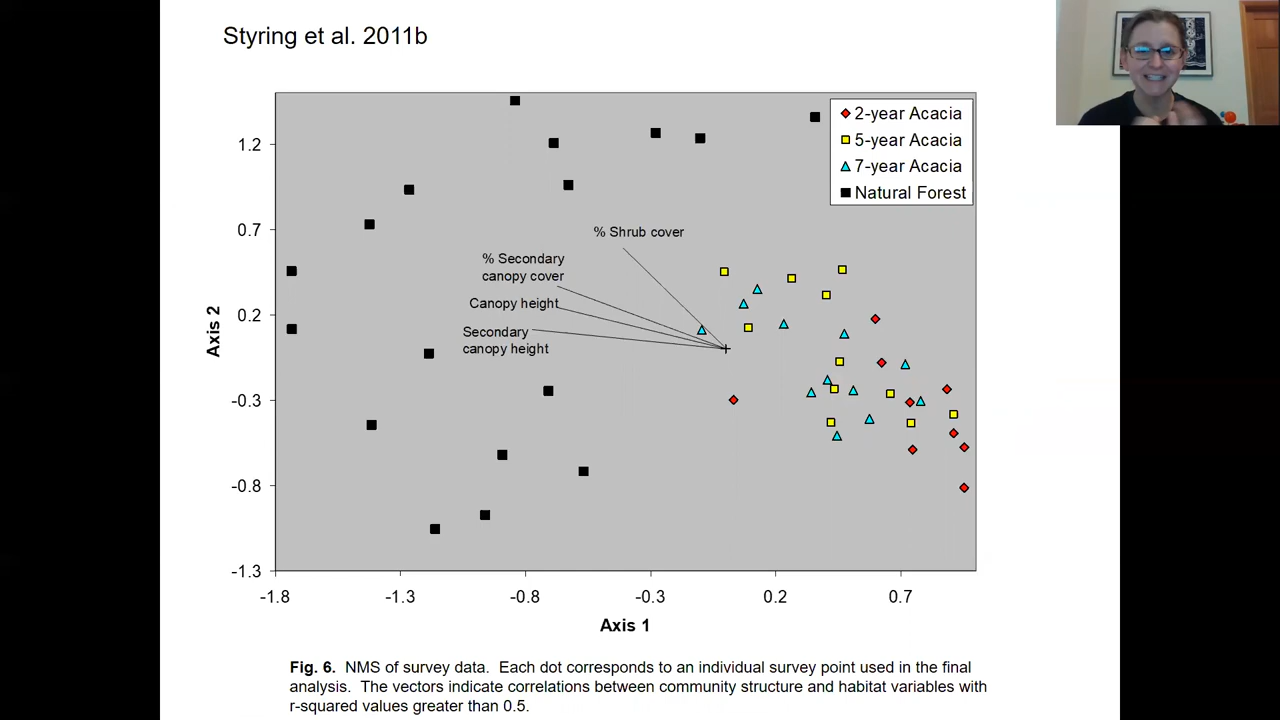 Styring et al. 2011b
2-year Acacia
5-year Acacia
7-year Acacia
Natural Forest
1.2
0.7
0.2
-0.3
-0.8
-1.3
Axis 2
% Shrub cover
% Secondary
canopy cover
Canopy height
Secondary
canopy height
-1.8
-1.3
-0.8
-0.3
0.2
0.7
Axis 1
Fig. 6. NMS of survey data. Each dot corresponds to an individual survey point used in the final
analysis. The vectors indicate correlations between community structure and habitat variables with
r-squared values greater than 0.5.